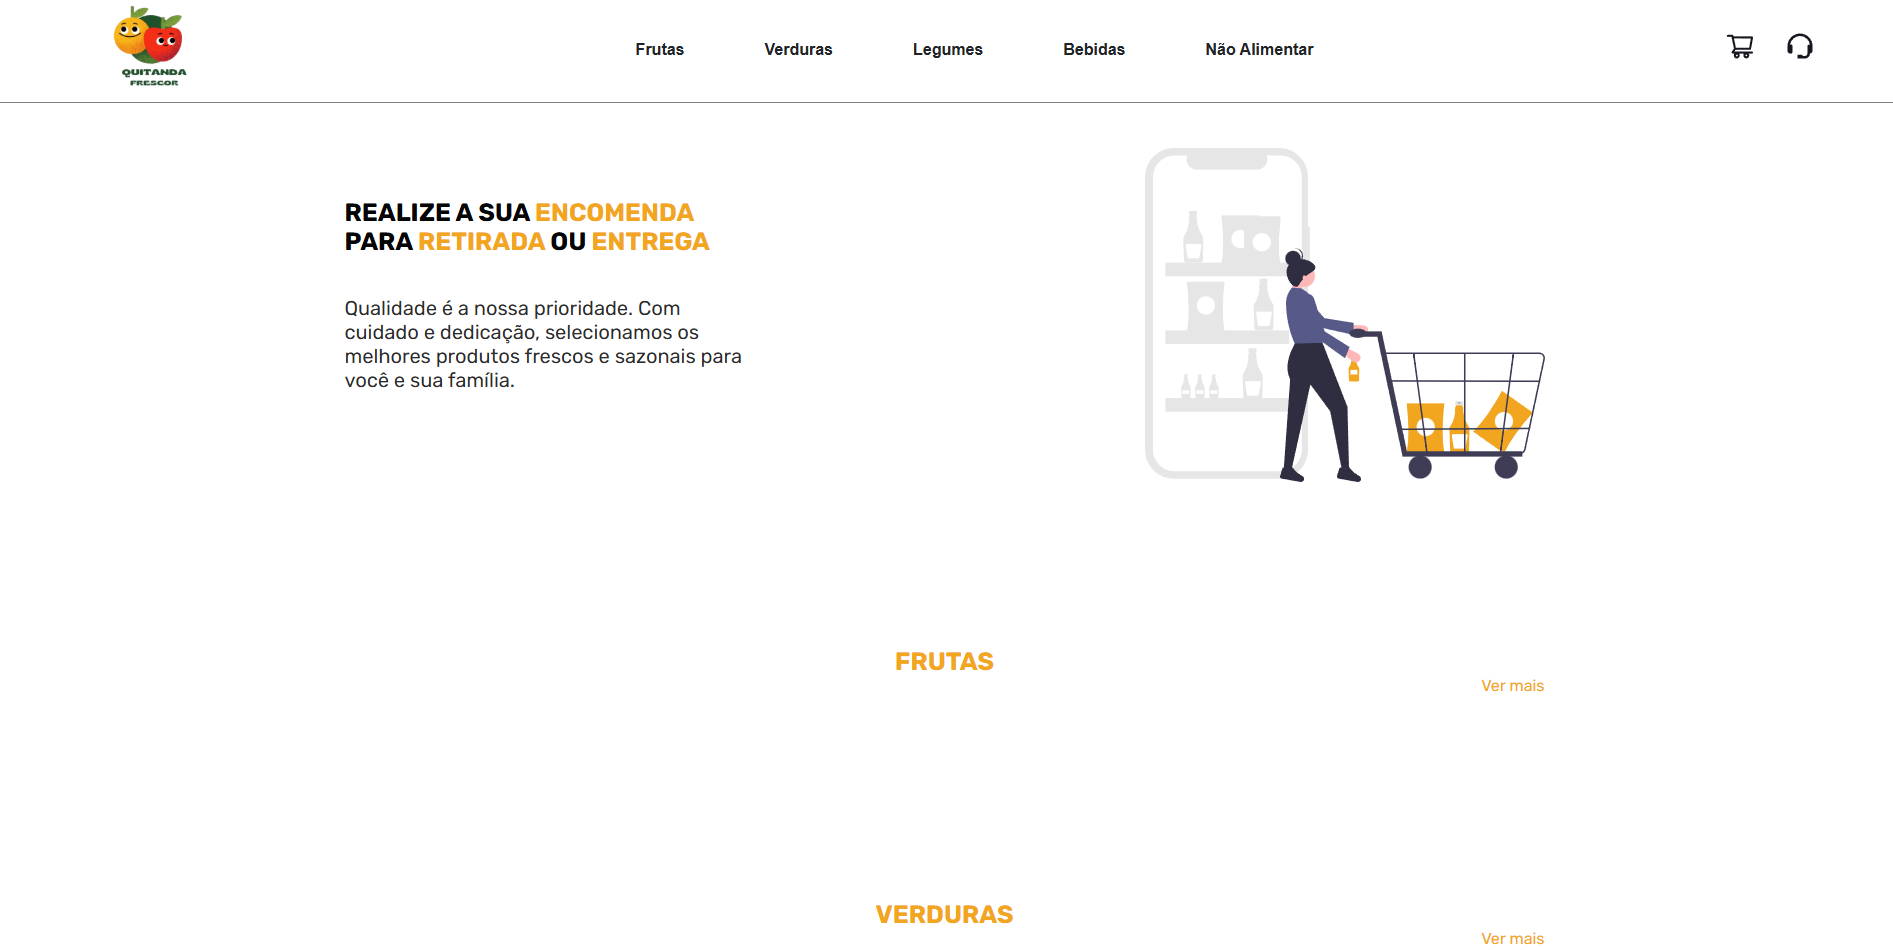 QUITANDA
FRESCOR
Frutas
Verduras
Legumes
Bebidas
Não Alimentar
REALIZE A SUA ENCOMENDA
PARA RETIRADA OU ENTREGA
Qualidade é a nossa prioridade. Com
cuidado e dedicação, selecionamos os
melhores produtos frescos e sazonais para
você e sua família.
FRUTAS
Ver mais
VERDURAS
Ver mais